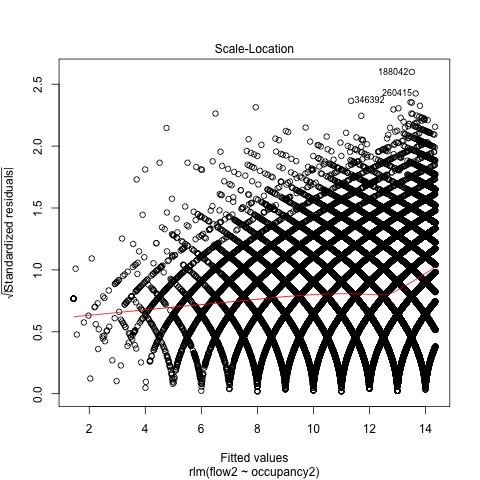 Scale-Location
188042
260415
346392
2.5
2.0
1.5
1.0
0.5
0.0
√|Standardized residuals|
2 4 6 8 10 12 14
Fitted values
rlm(flow2 ~ occupancy2)